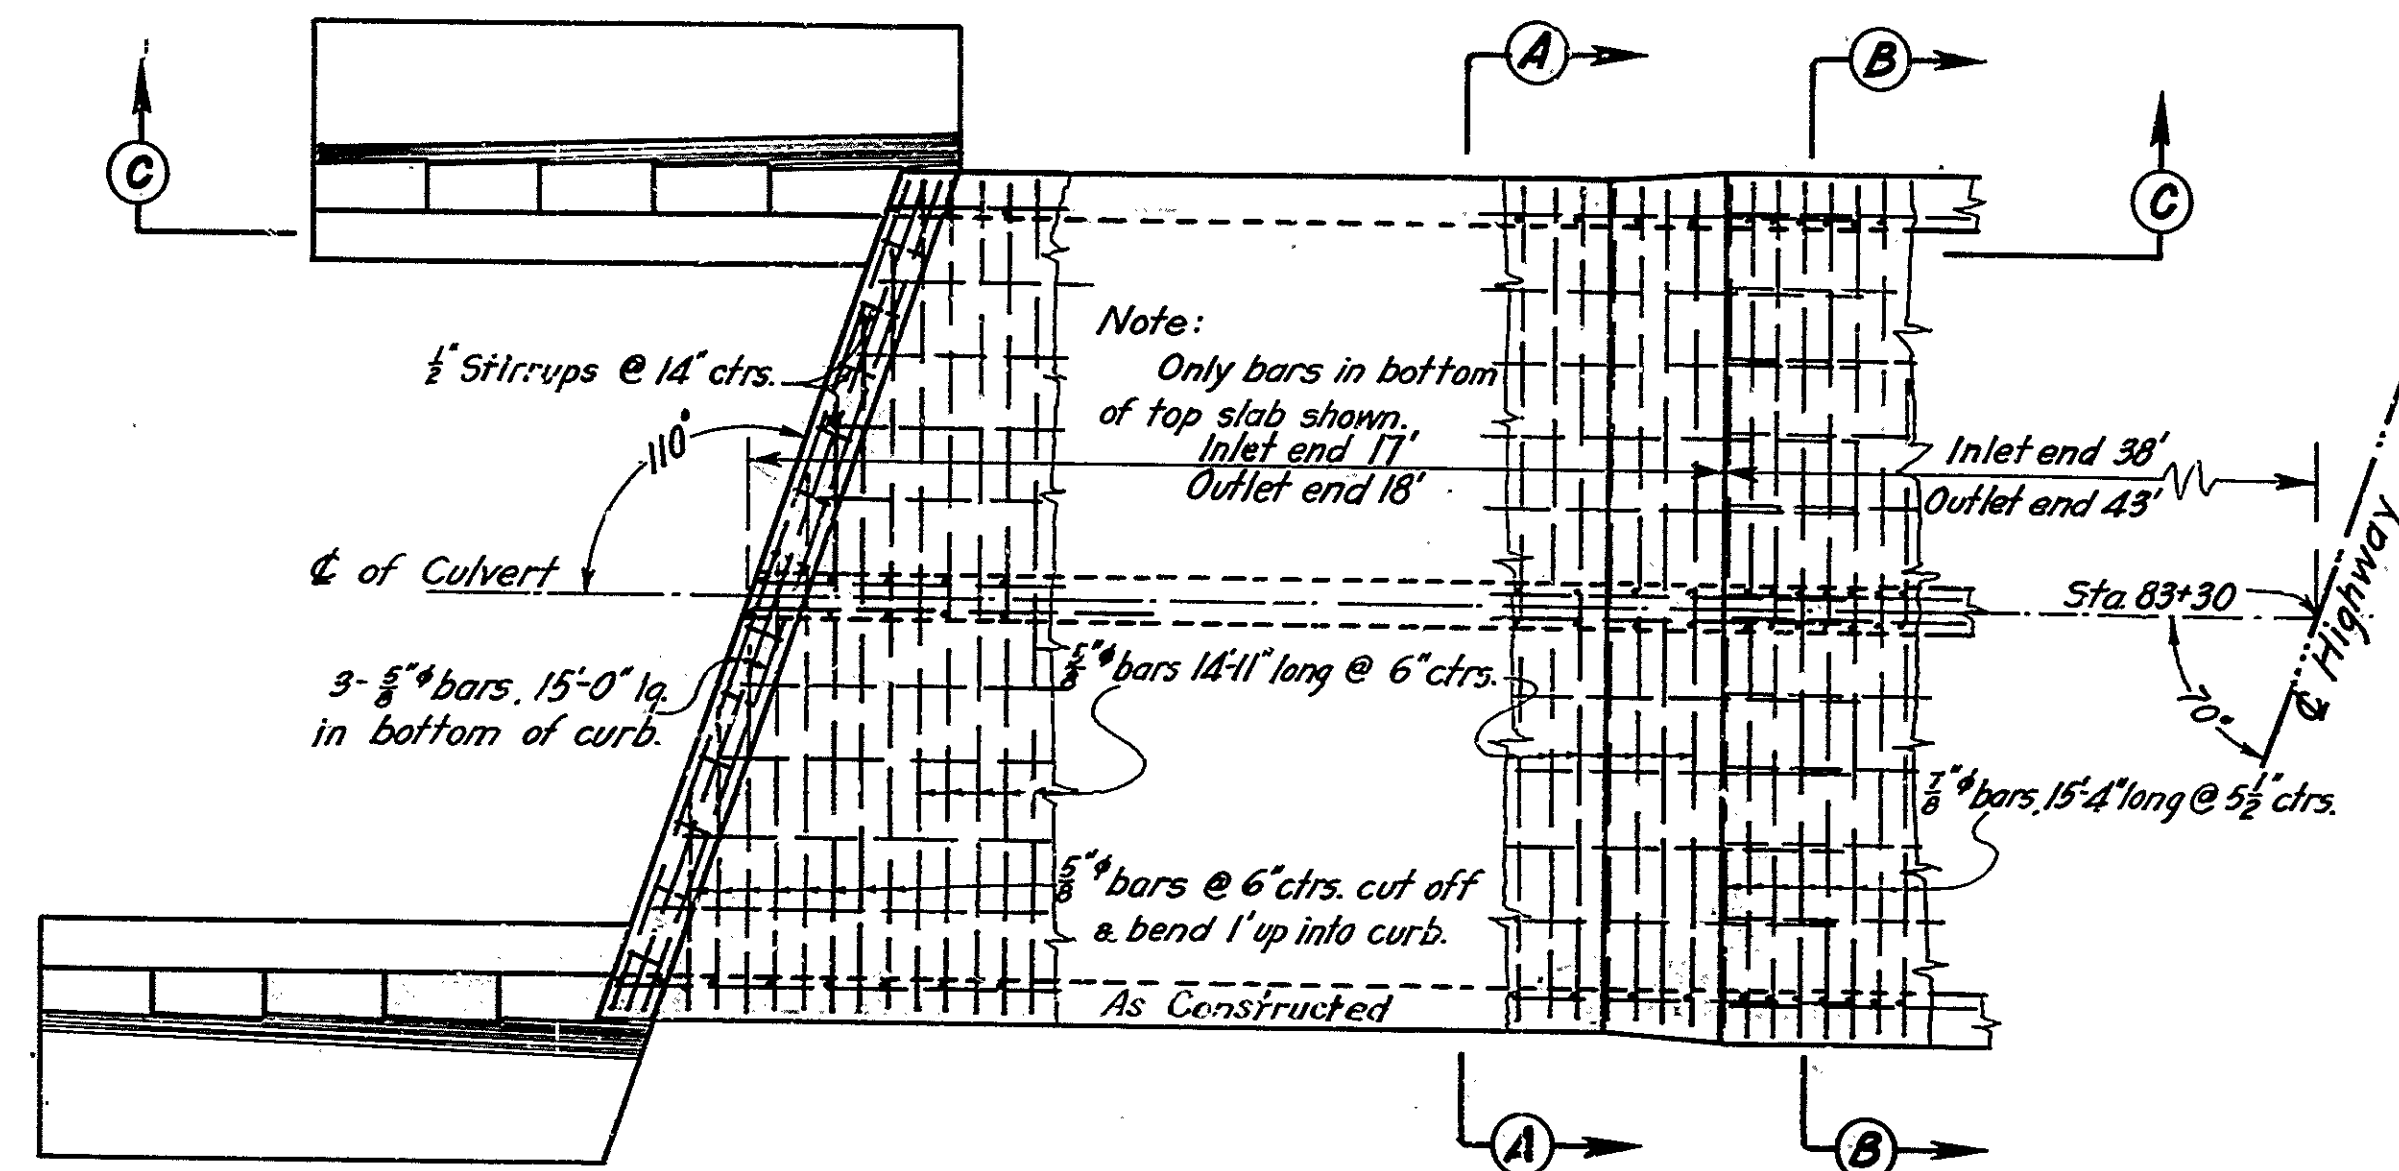 A
B
C
C
Note:
Only bars in bottom
of top slab shown.
½" Stirrups @ 14" ctrs.
110°
Inlet end 17'
Outlet end 18'
Inlet end 38'
Outlet end 43'
℄ of Culvert
Sta. 83+30
℄ Highway
70°
3- ⅝"ϕ bars, 15'-0" lg.
in bottom of curb.
⅝"ϕ bars 14'-11" long @ 6" ctrs.
⅞"ϕ bars, 15'-4" long @ 5½" ctrs.
⅝"ϕ bars @ 6" ctrs. cut off
& bend 1' up into curb.
As Constructed
A
B